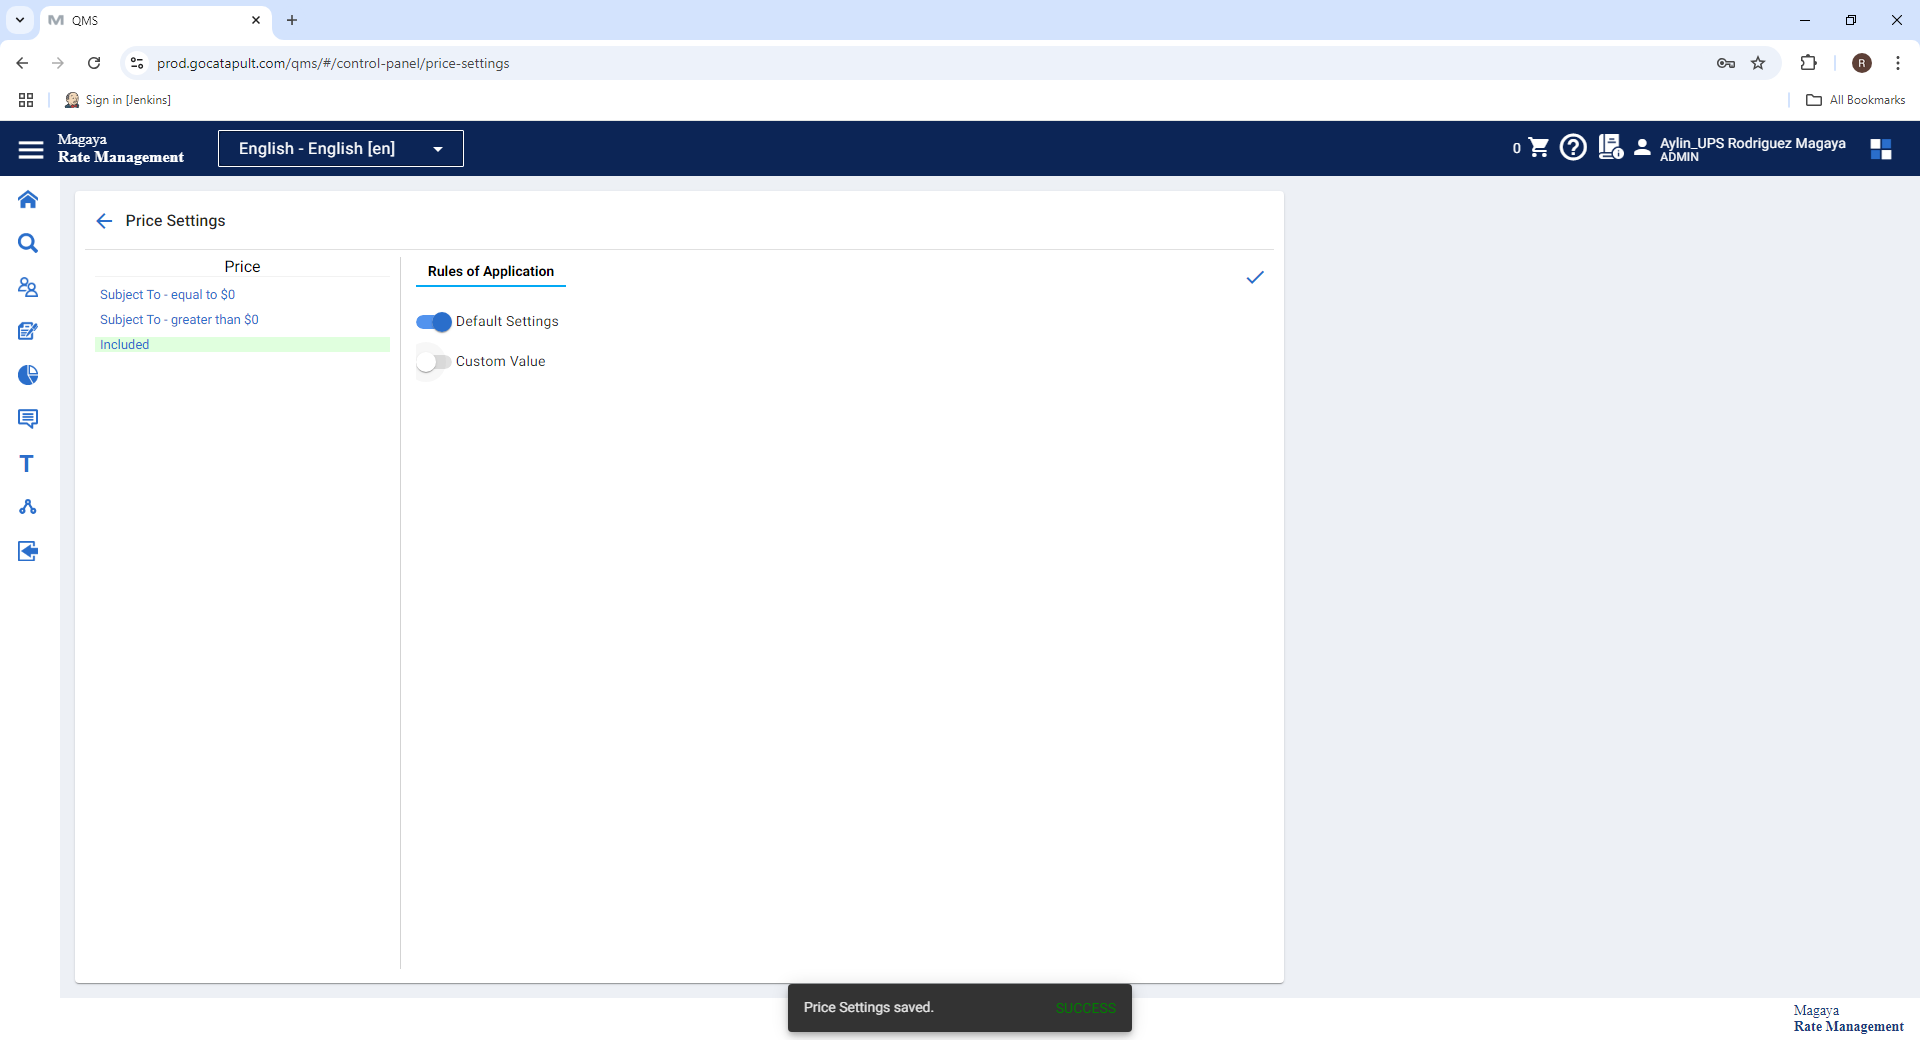 QMS
prod.gocatapult.com/qms/#/control-panel/price-settings
R
Sign in [Jenkins]
All Bookmarks
Magaya
Rate Management
English - English [en]
0
Aylin_UPS Rodriguez Magaya
ADMIN
Price Settings
Price
Subject To - equal to $0
Subject To - greater than $0
Included
Rules of Application
Default Settings
Custom Value
T
Price Settings saved.
SUCCESS
Magaya
Rate Management